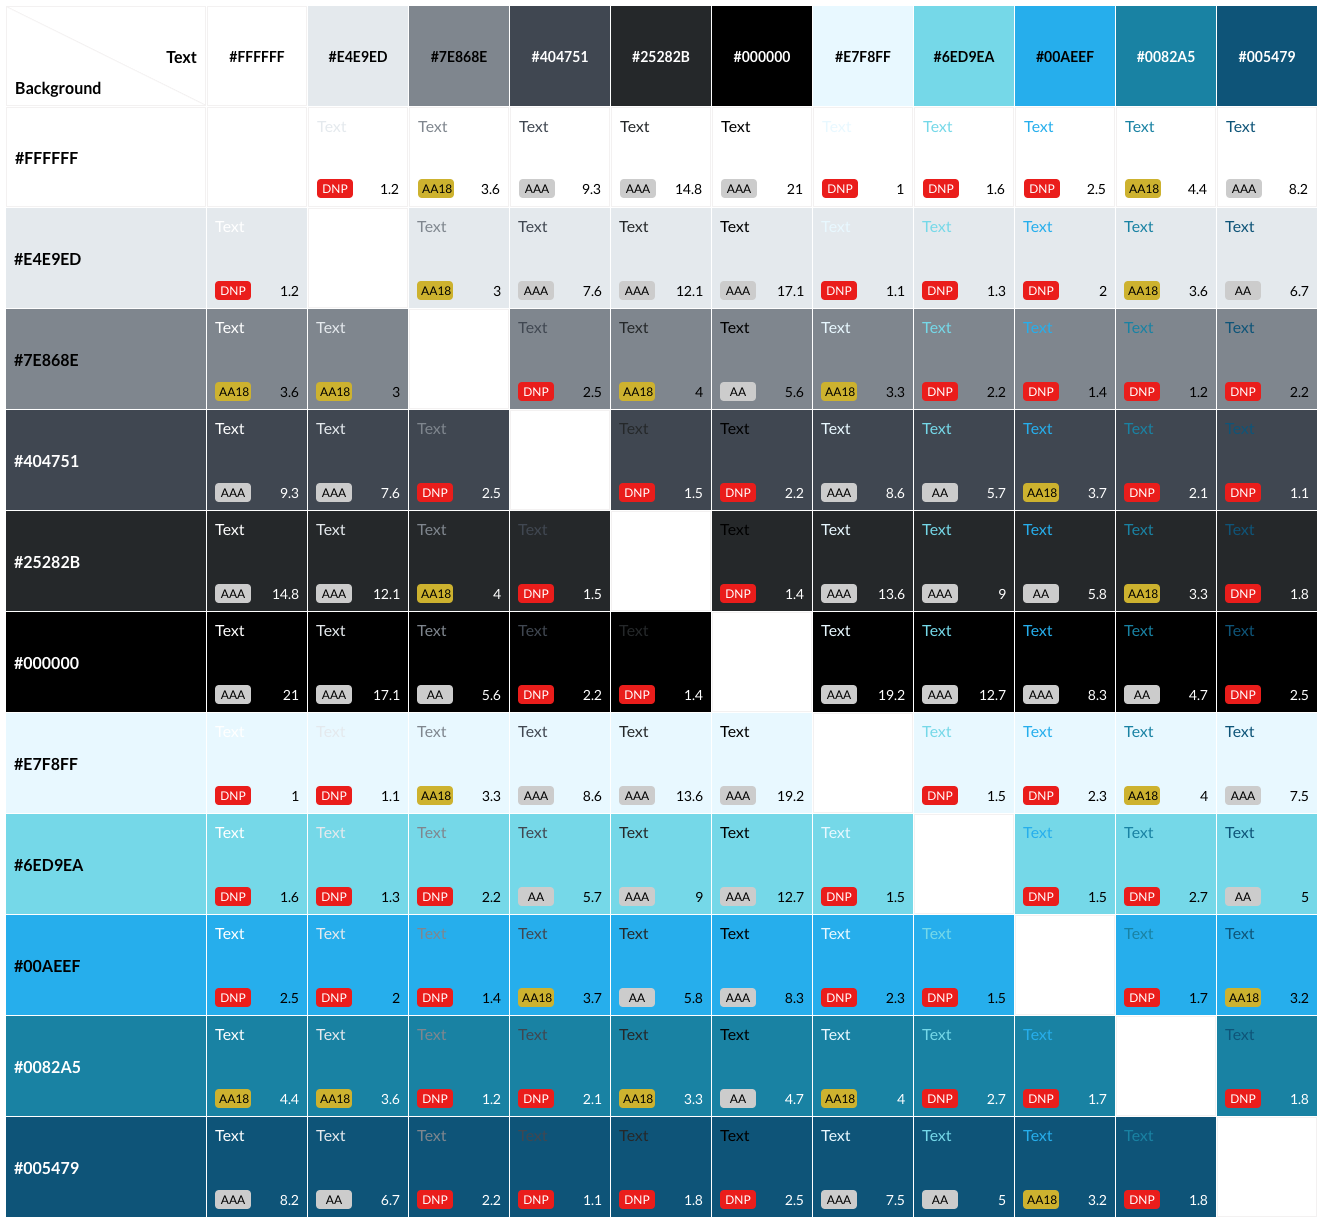 Text #FFFFFF #E4E9ED #7E868E #404751 #25282B #000000 #E7F8FF #6ED9EA #00AEEF #0082A5 #005479
Background
Text Text Text Text Text Text Text Text Text Text
#FFFFFF
DNP 1.2 AA18 3.6 AAA 9.3 AAA 14.8 AAA 21 DNP 1 DNP 1.6 DNP 2.5 AA18 4.4 AAA 8.2
Text Text Text Text Text Text Text Text Text Text
#E4E9ED
DNP 1.2 AA18 3 AAA 7.6 AAA 12.1 AAA 17.1 DNP 1.1 DNP 1.3 DNP 2 AA18 3.6 AA 6.7
Text Text Text Text Text Text Text Text Text Text
#7E868E
AA18 3.6 AA18 3 DNP 2.5 AA18 4 AA 5.6 AA18 3.3 DNP 2.2 DNP 1.4 DNP 1.2 DNP 2.2
Text Text Text Text Text Text Text Text Text Text
#404751
AAA 9.3 AAA 7.6 DNP 2.5 DNP 1.5 DNP 2.2 AAA 8.6 AA 5.7 AA18 3.7 DNP 2.1 DNP 1.1
Text Text Text Text Text Text Text Text Text Text
#25282B
AAA 14.8 AAA 12.1 AA18 4 DNP 1.5 DNP 1.4 AAA 13.6 AAA 9 AA 5.8 AA18 3.3 DNP 1.8
Text Text Text Text Text Text Text Text Text Text
#000000
AAA 21 AAA 17.1 AA 5.6 DNP 2.2 DNP 1.4 AAA 19.2 AAA 12.7 AAA 8.3 AA 4.7 DNP 2.5
Text Text Text Text Text Text Text Text Text Text
#E7F8FF
DNP 1 DNP 1.1 AA18 3.3 AAA 8.6 AAA 13.6 AAA 19.2 DNP 1.5 DNP 2.3 AA18 4 AAA 7.5
Text Text Text Text Text Text Text Text Text Text
#6ED9EA
DNP 1.6 DNP 1.3 DNP 2.2 AA 5.7 AAA 9 AAA 12.7 DNP 1.5 DNP 1.5 DNP 2.7 AA 5
Text Text Text Text Text Text Text Text Text Text
#00AEEF
DNP 2.5 DNP 2 DNP 1.4 AA18 3.7 AA 5.8 AAA 8.3 DNP 2.3 DNP 1.5 DNP 1.7 AA18 3.2
Text Text Text Text Text Text Text Text Text Text
#0082A5
AA18 4.4 AA18 3.6 DNP 1.2 DNP 2.1 AA18 3.3 AA 4.7 AA18 4 DNP 2.7 DNP 1.7 DNP 1.8
Text Text Text Text Text Text Text Text Text Text
#005479
AAA 8.2 AA 6.7 DNP 2.2 DNP 1.1 DNP 1.8 DNP 2.5 AAA 7.5 AA 5 AA18 3.2 DNP 1.8